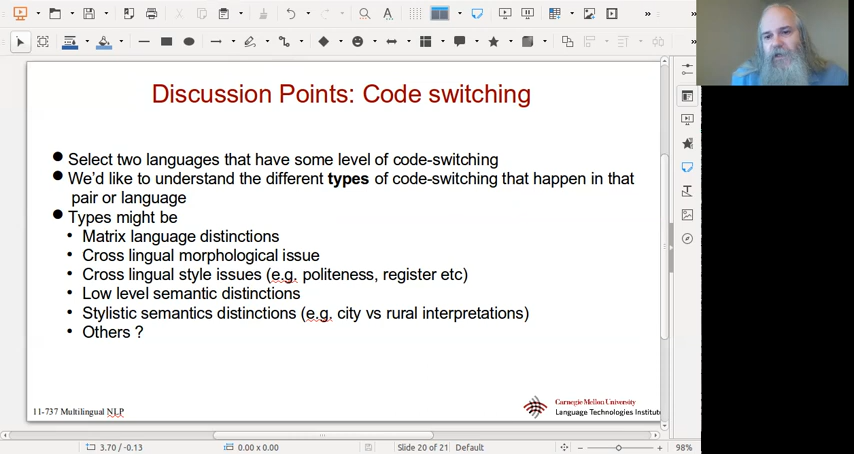 Discussion Points: Code switching
Select two languages that have some level of code-switching
We'd like to understand the different types of code-switching that happen in that
pair or language
Types might be
Matrix language distinctions
Cross lingual morphological issue
Cross lingual style issues (e.g. politeness, register etc)
Low level semantic distinctions
Stylistic semantics distinctions (e.g. city vs rural interpretations)
Others ?
11-737 Multilingual NLP
Carnegie Mellon University
Language Technologies Institute
3.70 / -0.13
0.00 x 0.00
Slide 20 of 21
Default
98%